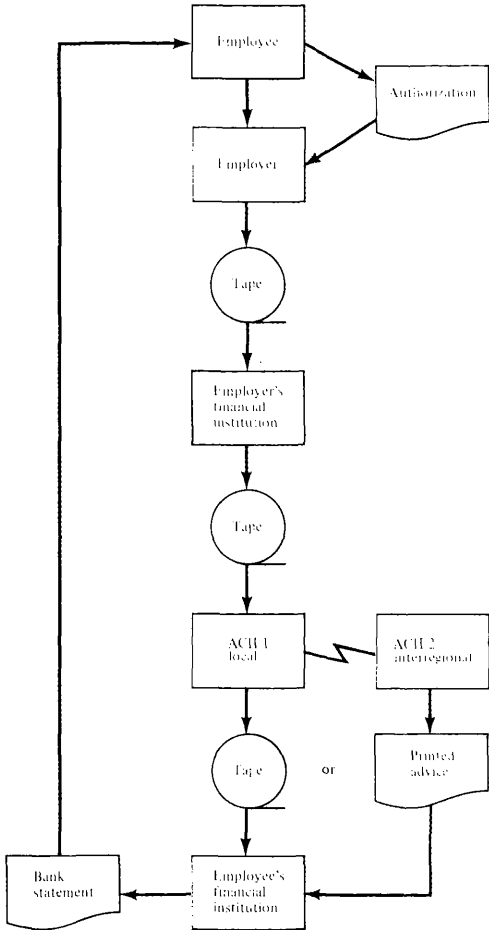 Employee
Authorization
Employer
Tape
Employer's
financial
institution
Tape
ACH 1
local
ACH 2
interregional
Tape
or
Printed
advice
Bank
statement
Employee's
financial
institution